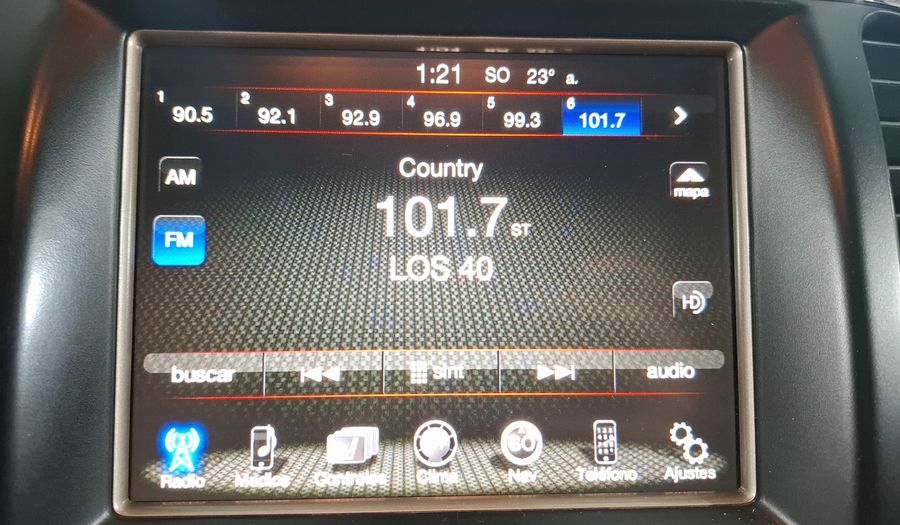 1:21 SO 23° a.
1 90.5 2 92.1 3 92.9 4 96.9 5 99.3 6 101.7
Country
AM
mapa
101.7 ST
FM
LOS 40
HD
buscar sint audio
Radio Medios Controles Clima Nav Teléfono Ajustes
SO